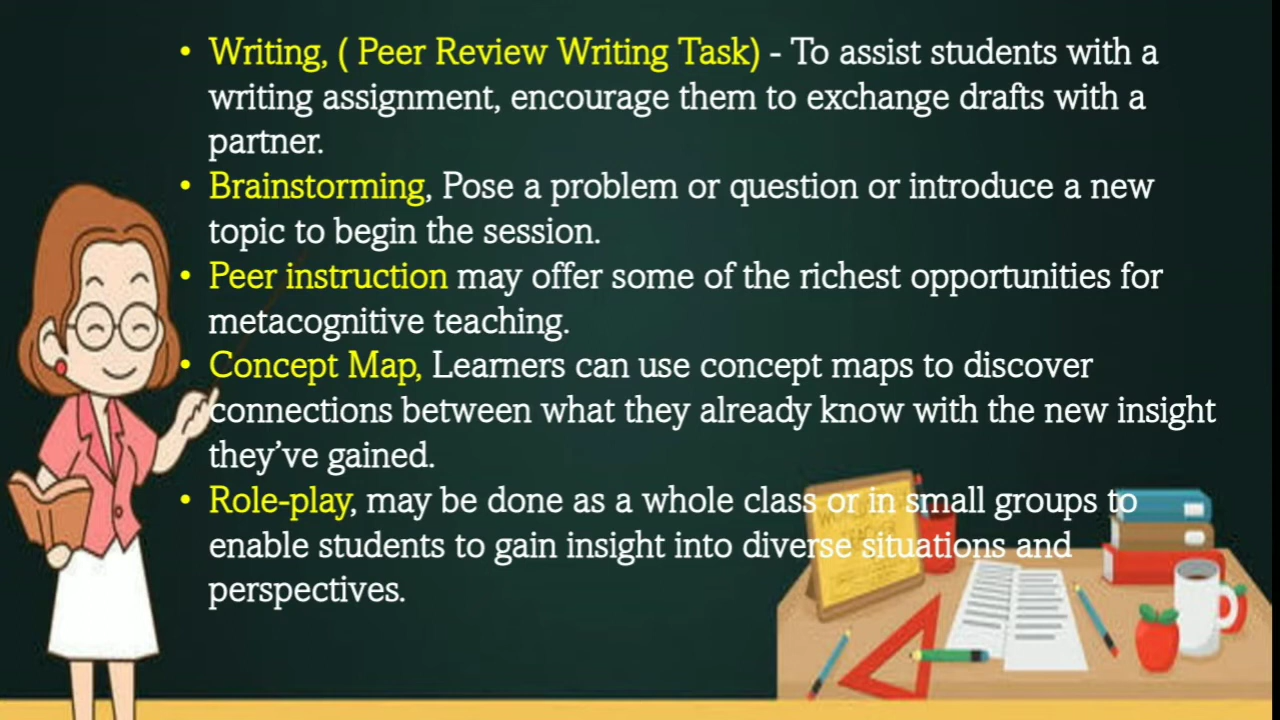 • Writing, ( Peer Review Writing Task) - To assist students with a
writing assignment, encourage them to exchange drafts with a
partner.
• Brainstorming, Pose a problem or question or introduce a new
topic to begin the session.
• Peer instruction may offer some of the richest opportunities for
metacognitive teaching.
• Concept Map, Learners can use concept maps to discover
connections between what they already know with the new insight
they've gained.
• Role-play, may be done as a whole class or in small groups to
enable students to gain insight into diverse situations and
perspectives.